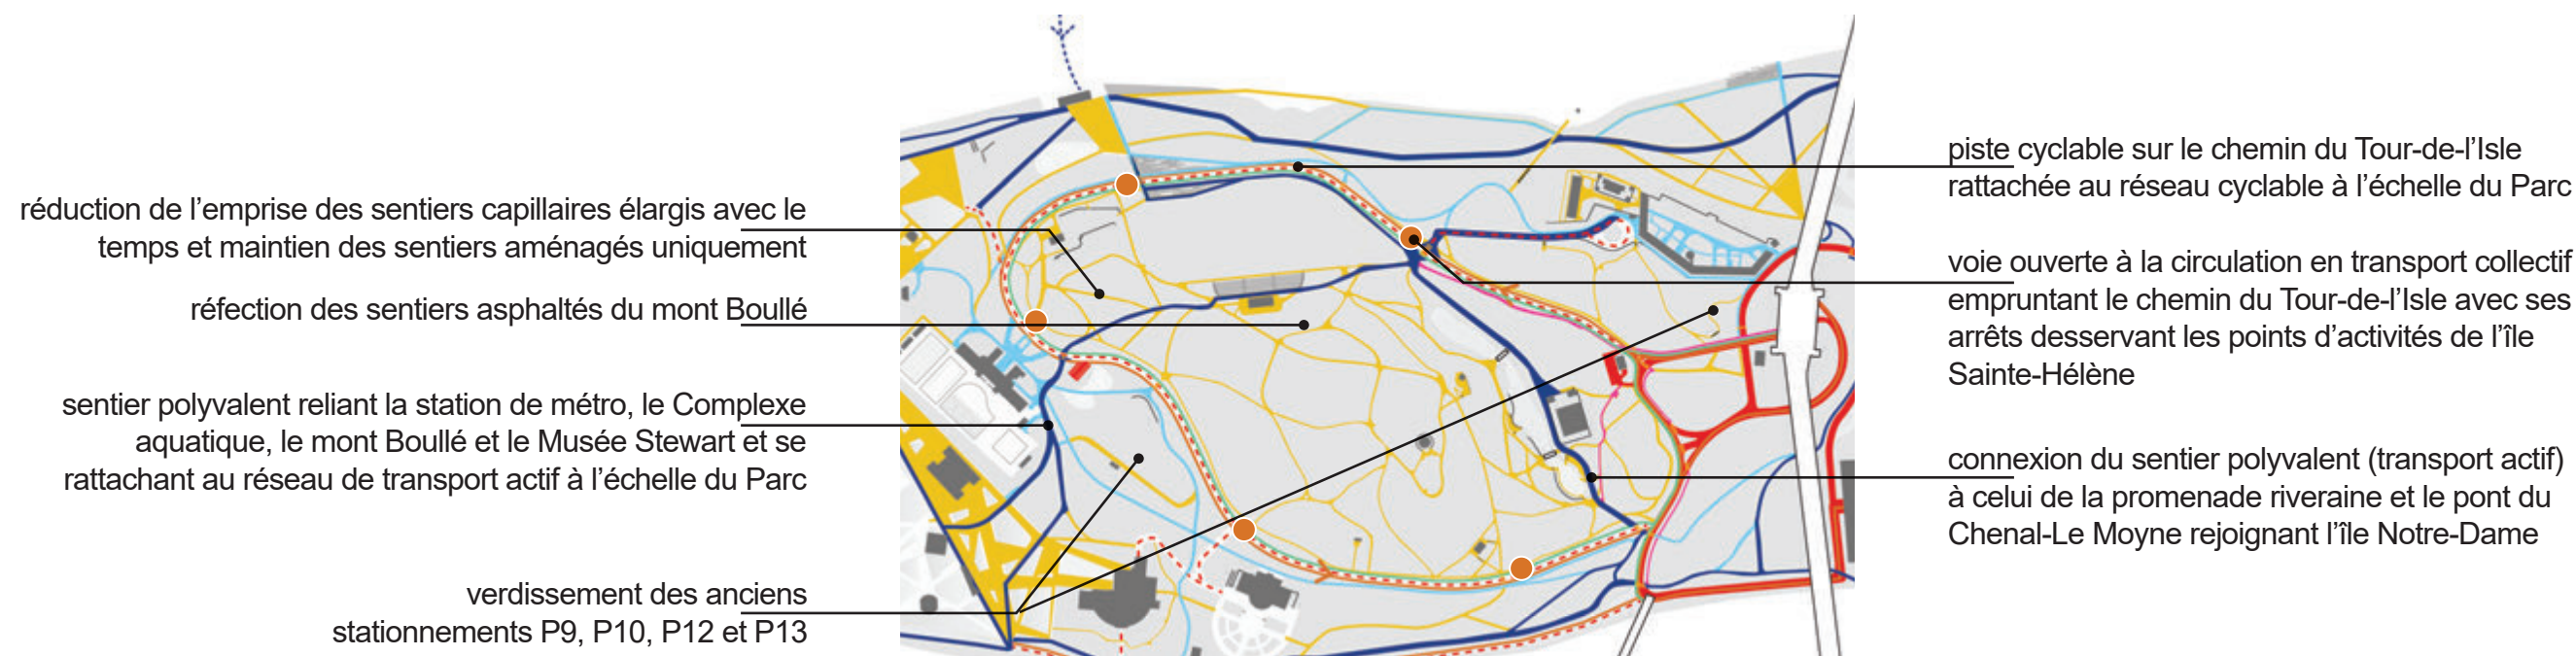 réduction de l’emprise des sentiers capillaires élargis avec le
temps et maintien des sentiers aménagés uniquement
réfection des sentiers asphaltés du mont Boullé
sentier polyvalent reliant la station de métro, le Complexe
aquatique, le mont Boullé et le Musée Stewart et se
rattachant au réseau de transport actif à l’échelle du Parc
verdissement des anciens
stationnements P9, P10, P12 et P13
piste cyclable sur le chemin du Tour-de-l’Isle
rattachée au réseau cyclable à l’échelle du Parc
voie ouverte à la circulation en transport collectif
empruntant le chemin du Tour-de-l’Isle avec ses
arrêts desservant les points d’activités de l’île
Sainte-Hélène
connexion du sentier polyvalent (transport actif)
à celui de la promenade riveraine et le pont du
Chenal-Le Moyne rejoignant l’île Notre-Dame